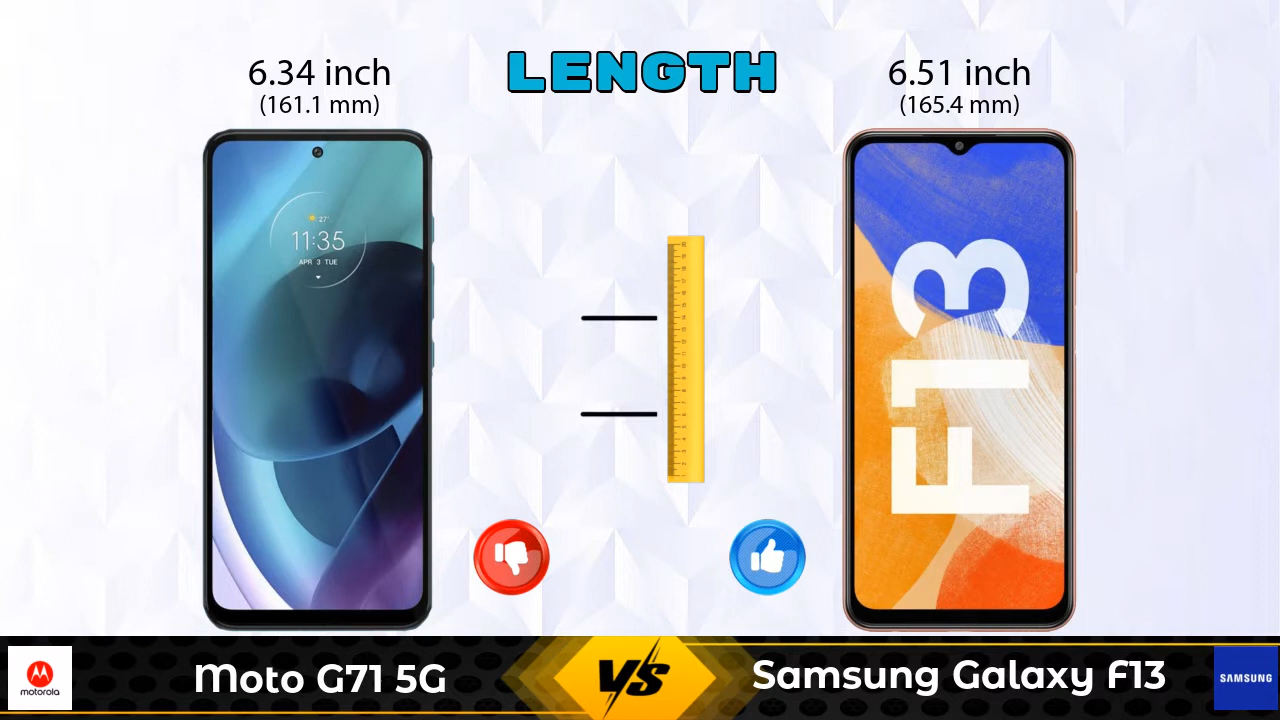 LENGTH
6.34 inch
(161.1 mm)
6.51 inch
(165.4 mm)
27°
11:35
APR 3 TUE
F13
motorola
Moto G71 5G
VS
Samsung Galaxy F13
SAMSUNG